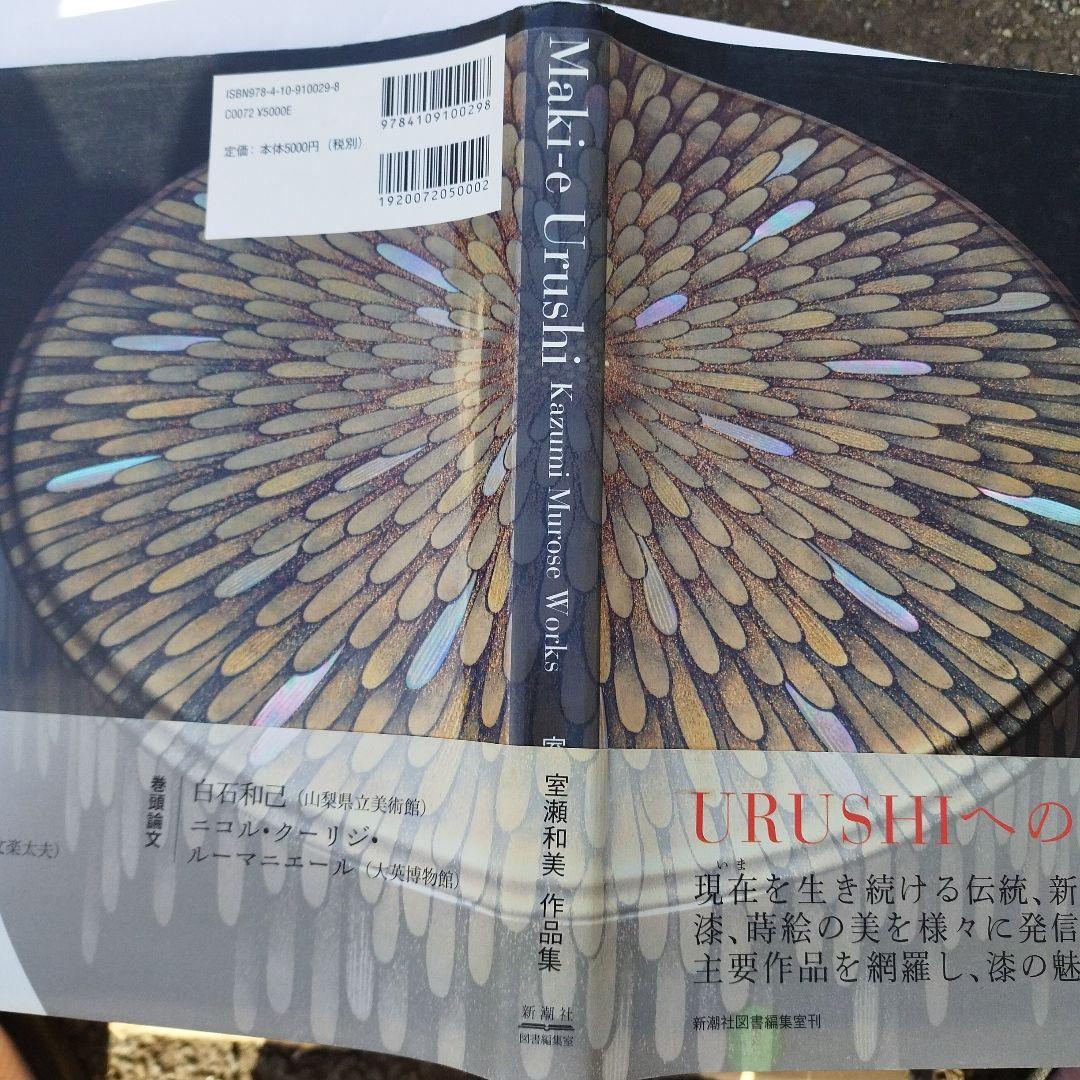 ISBN978-4-10-910029-8
C0072 ¥5000E
定価：本体5000円（税別）
9784109100298
1920072050002
Maki-e Urushi Kazumi Murose Works
室瀬和美 作品集
新潮社
図書編集室
巻頭論文
白石和己（山梨県立美術館）
ニコル・クーリジ・
ルーマニエール（大英博物館）
楽太夫）
URUSHIへの
いま
現在を生き続ける伝統、新
漆、蒔絵の美を様々に発信
主要作品を網羅し、漆の魅
新潮社図書編集室刊